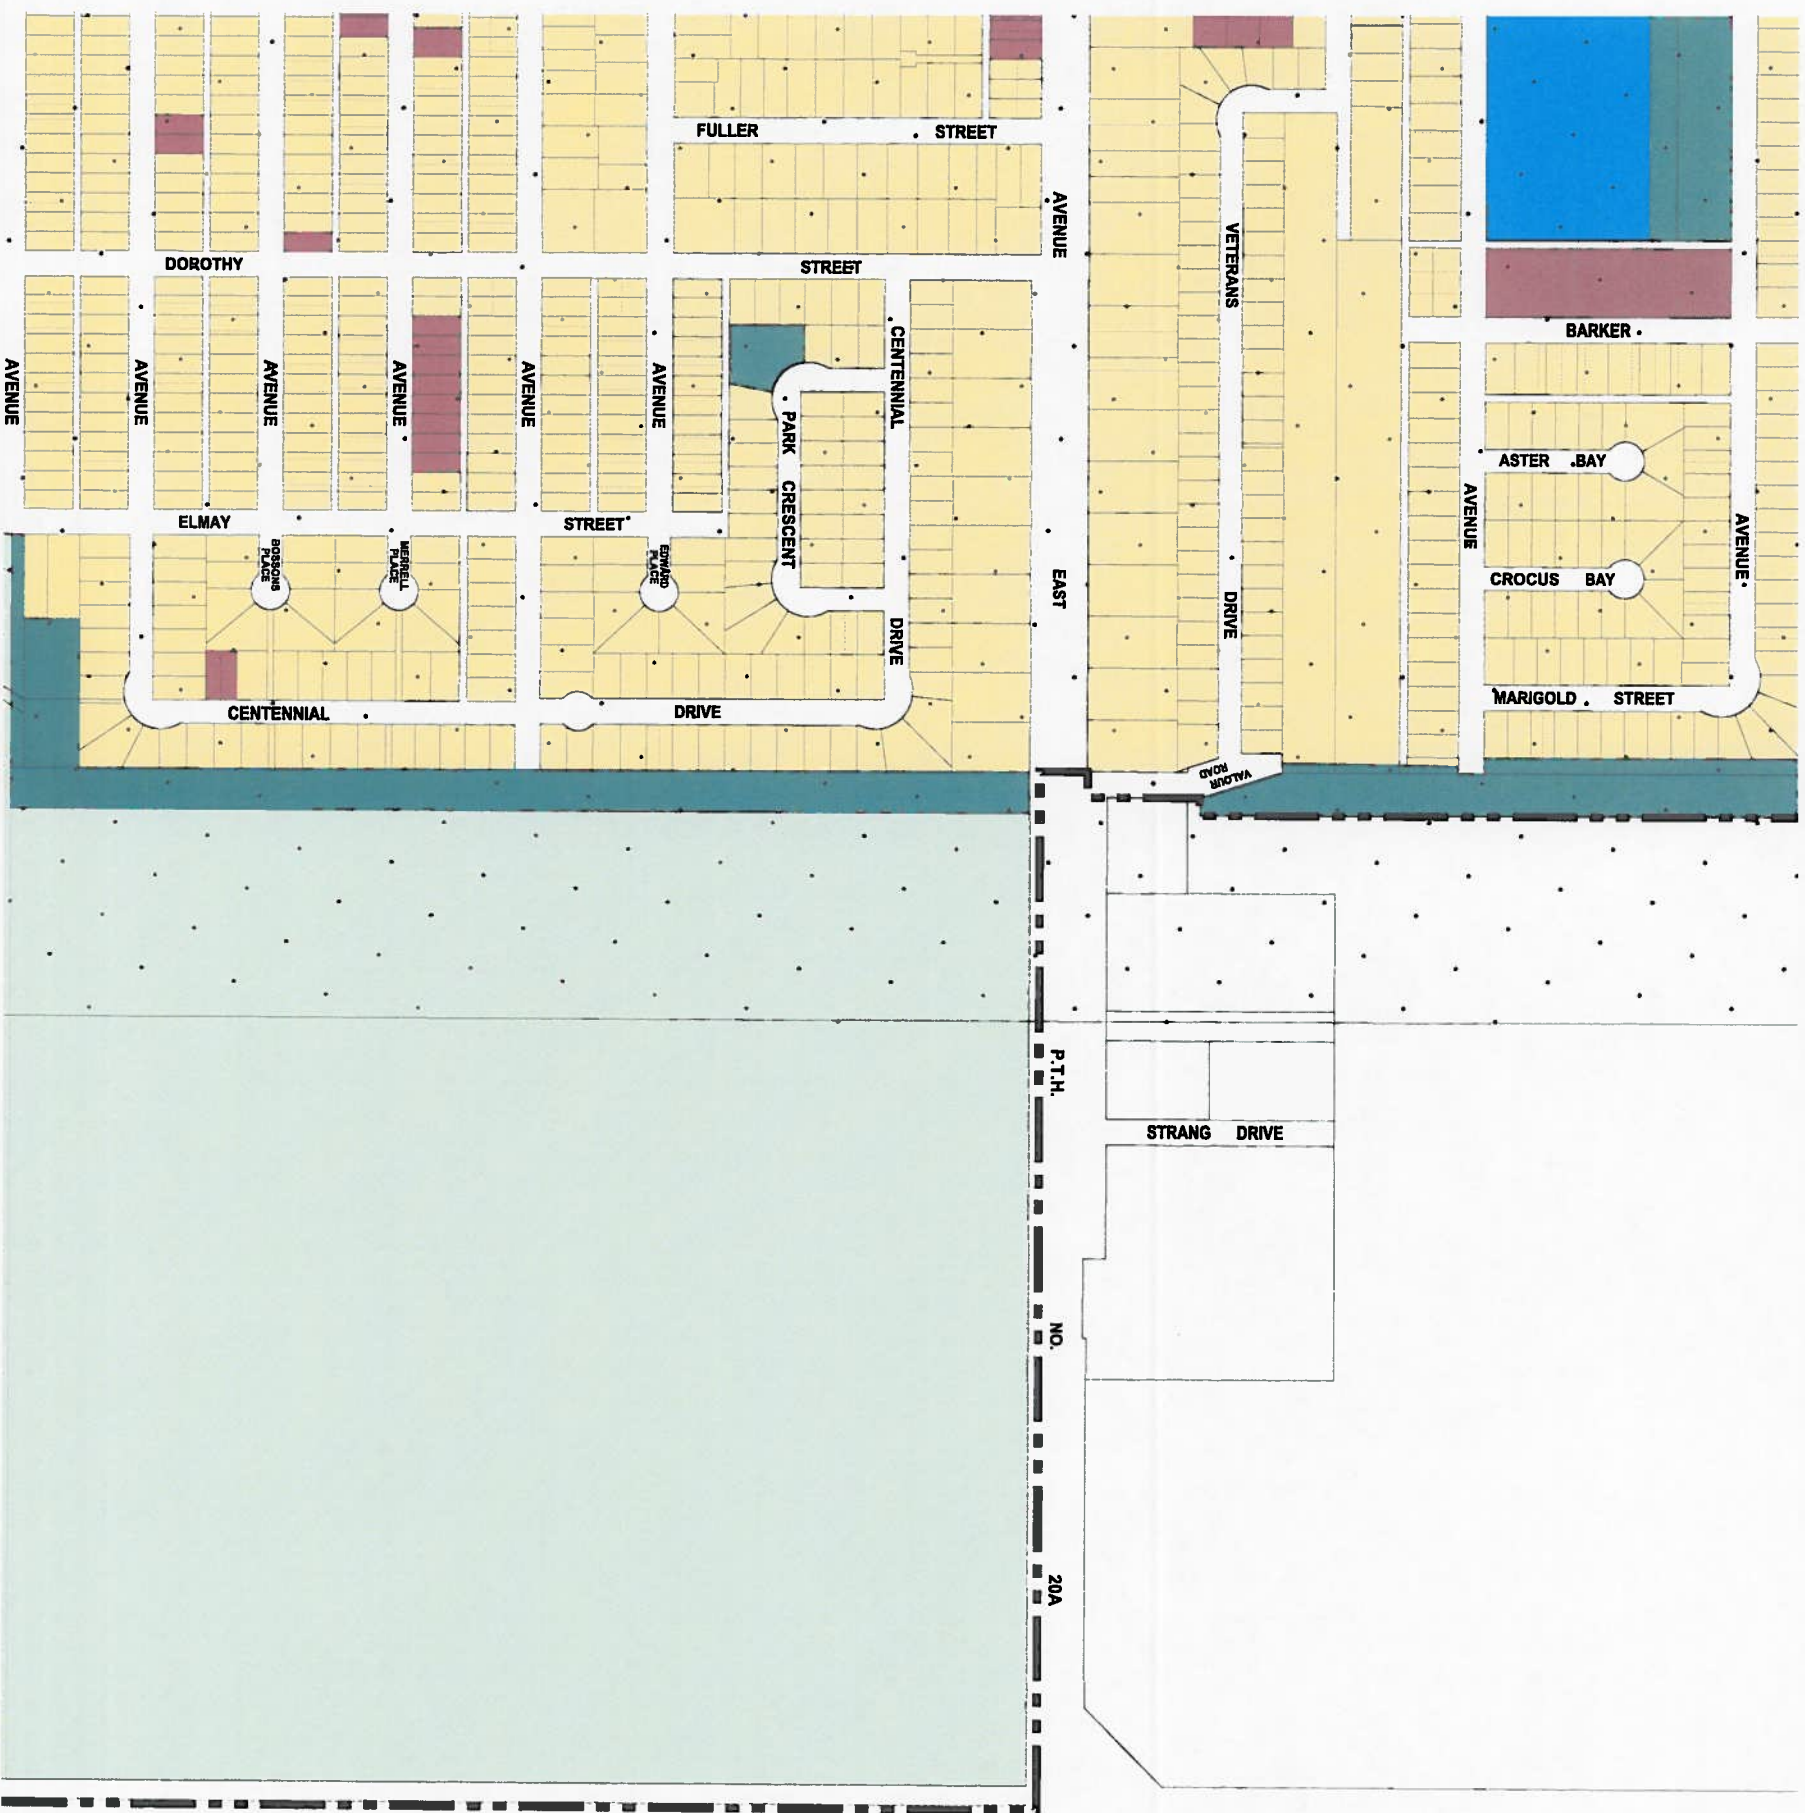 FULLER STREET
AVENUE
VETERANS
DOROTHY STREET
BARKER
CENTENNIAL
AVENUE
AVENUE
AVENUE
AVENUE
AVENUE
AVENUE
PARK CRESCENT
ASTER BAY
AVENUE
AVENUE
ELMAY STREET
BOSSONS
PLACE
MERRELL
PLACE
EDWARD
PLACE
EAST
CROCUS BAY
DRIVE
DRIVE
MARIGOLD STREET
CENTENNIAL DRIVE
VALOUR
ROAD
P.T.H.
STRANG DRIVE
NO.
20A